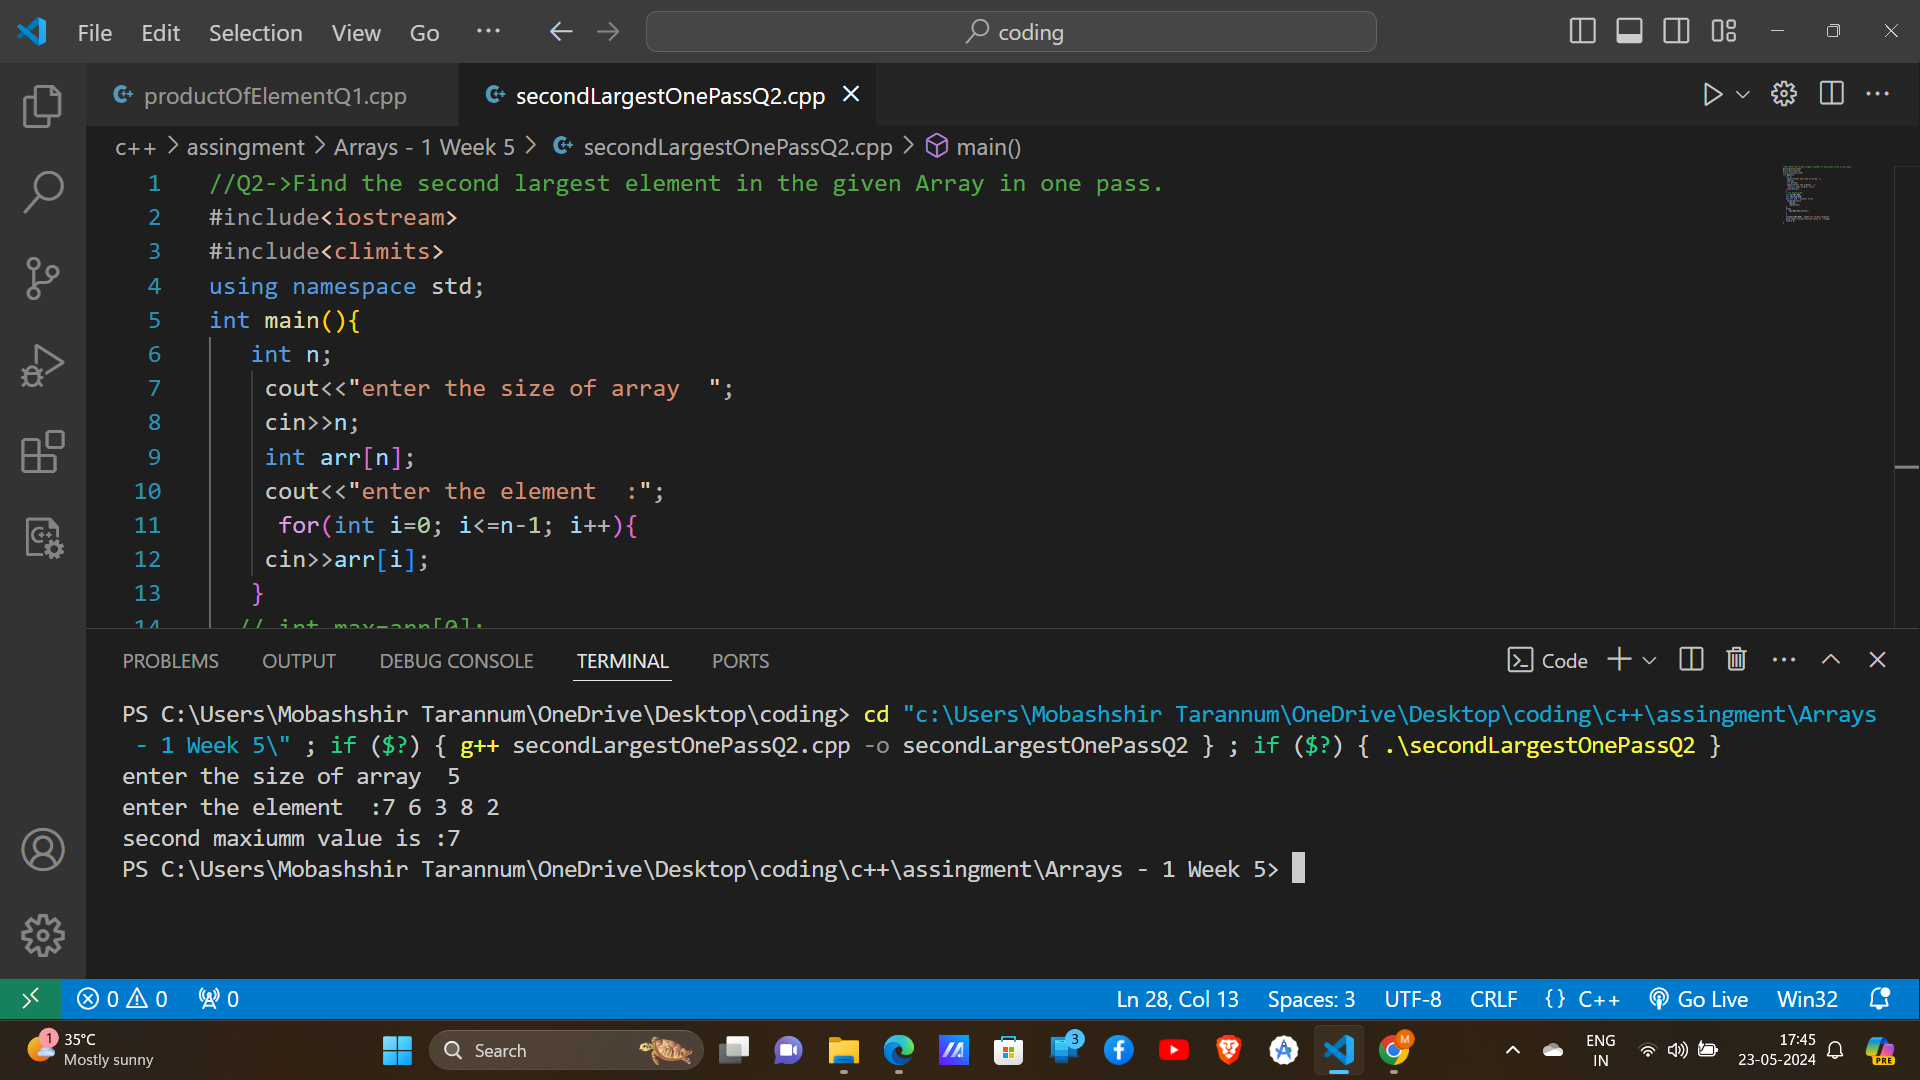 File Edit Selection View Go ··· coding
productOfElementQ1.cpp secondLargestOnePassQ2.cpp
c++ > assingment > Arrays - 1 Week 5 > secondLargestOnePassQ2.cpp > main()
1 //Q2->Find the second largest element in the given Array in one pass.
2 #include<iostream>
3 #include<climits>
4 using namespace std;
5 int main(){
6 int n;
7 cout<<"enter the size of array  ";
8 cin>>n;
9 int arr[n];
10 cout<<"enter the element  :";
11 for(int i=0; i<=n-1; i++){
12 cin>>arr[i];
13 }
14 // int max=arr[0];
PROBLEMS OUTPUT DEBUG CONSOLE TERMINAL PORTS Code
PS C:\Users\Mobashshir Tarannum\OneDrive\Desktop\coding> cd "c:\Users\Mobashshir Tarannum\OneDrive\Desktop\coding\c++\assingment\Arrays
- 1 Week 5\" ; if ($?) { g++ secondLargestOnePassQ2.cpp -o secondLargestOnePassQ2 } ; if ($?) { .\secondLargestOnePassQ2 }
enter the size of array  5
enter the element  :7 6 3 8 2
second maxiumm value is :7
PS C:\Users\Mobashshir Tarannum\OneDrive\Desktop\coding\c++\assingment\Arrays - 1 Week 5>
0 0 0 Ln 28, Col 13 Spaces: 3 UTF-8 CRLF {} C++ Go Live Win32
1 35°C
Mostly sunny
Search
3
M
ENG
IN
17:45
23-05-2024
PRE